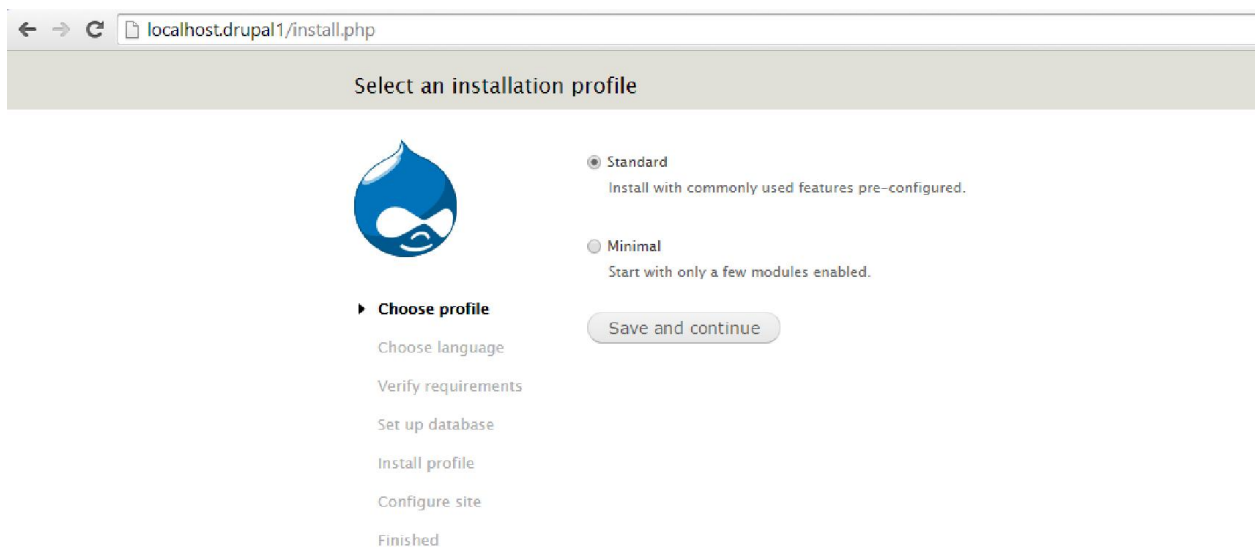 localhost.drupal1/install.php
Select an installation profile
Standard
Install with commonly used features pre-configured.
Minimal
Start with only a few modules enabled.
Save and continue
Choose profile
Choose language
Verify requirements
Set up database
Install profile
Configure site
Finished